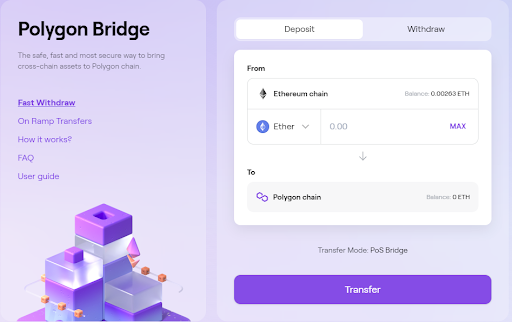 Polygon Bridge
The safe, fast and most secure way to bring
cross-chain assets to Polygon chain.
Fast Withdraw
On Ramp Transfers
How it works?
FAQ
User guide
Deposit
Withdraw
From
Ethereum chain
Balance: 0.00263 ETH
Ether
0.00
MAX
To
Polygon chain
Balance: 0 ETH
Transfer Mode: PoS Bridge
Transfer